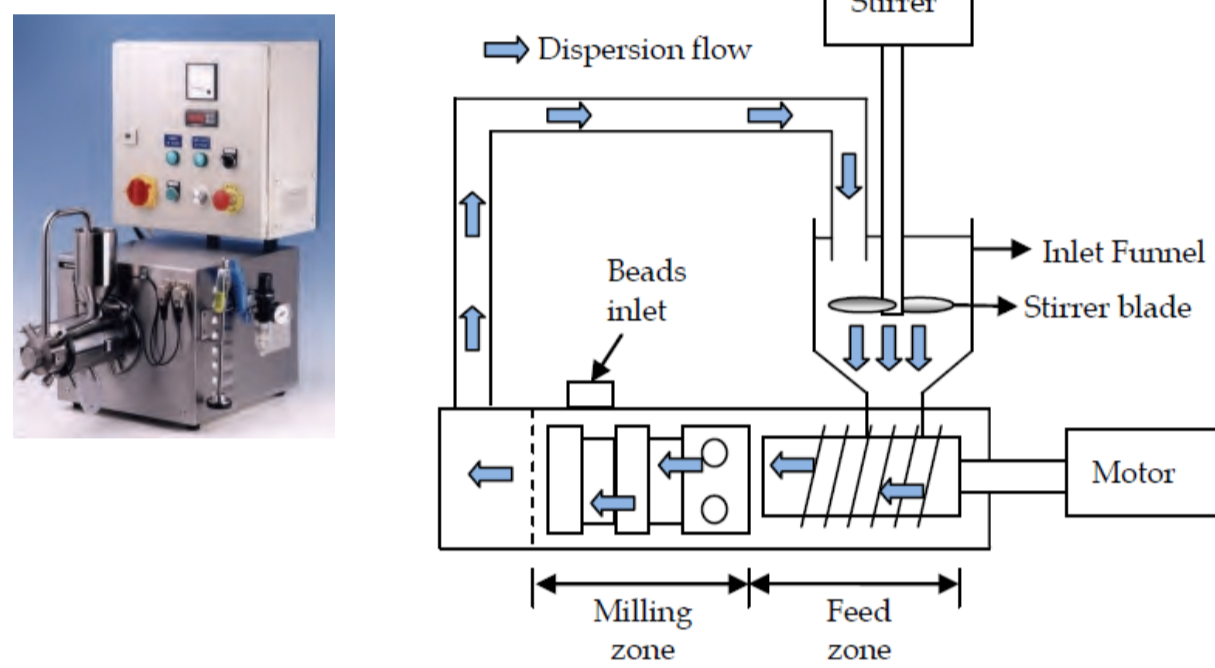 Stirrer
Dispersion flow
Inlet Funnel
Beads
inlet
Stirrer blade
Motor
Milling
zone
Feed
zone